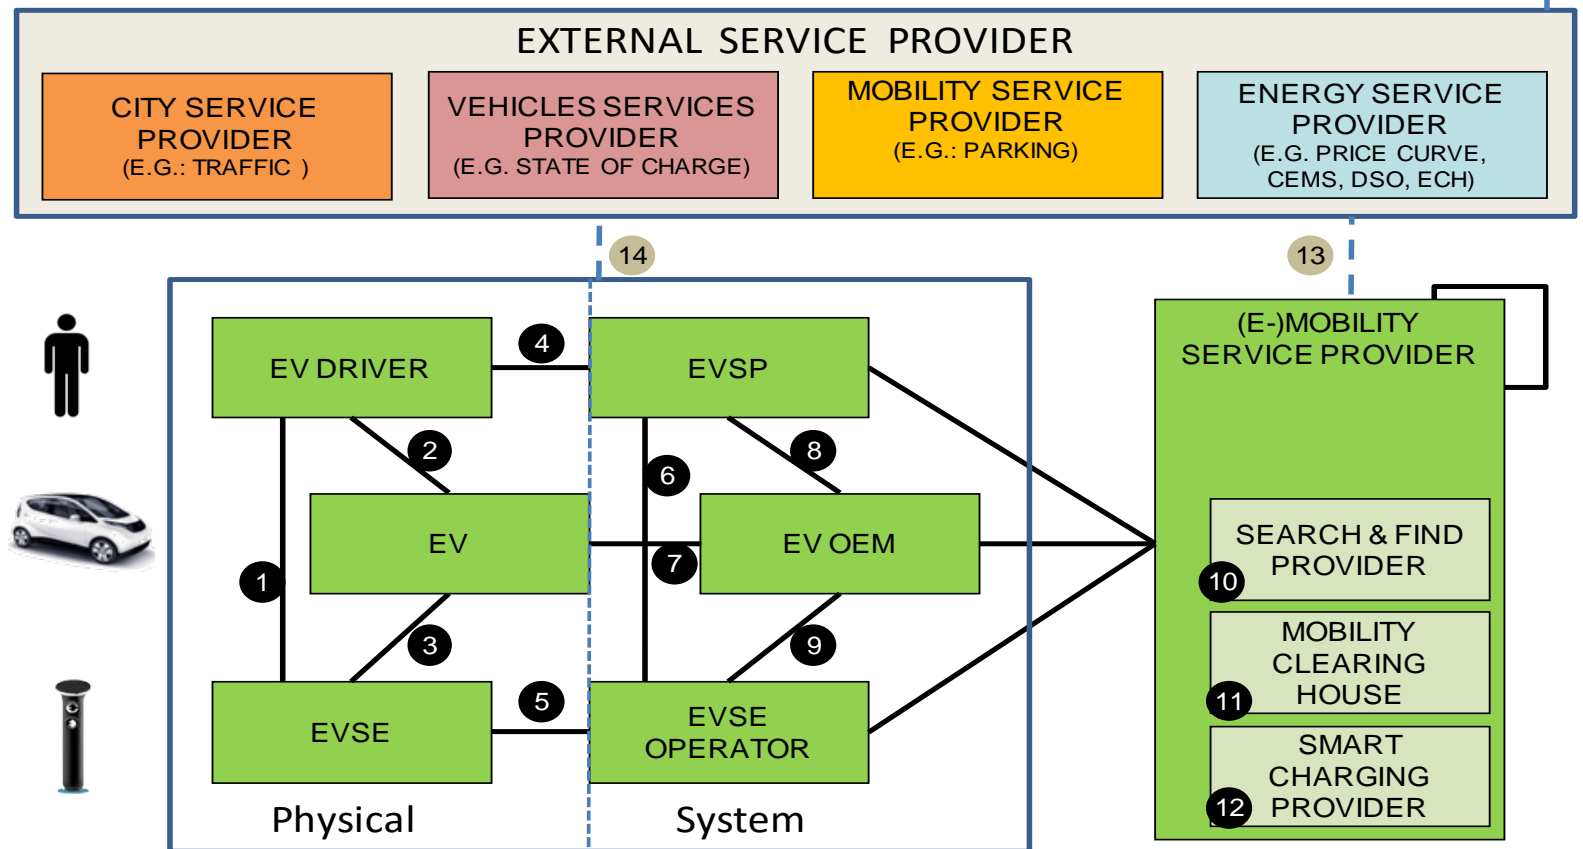 EXTERNAL SERVICE PROVIDER
CITY SERVICE
PROVIDER
(E.G.: TRAFFIC )
VEHICLES SERVICES
PROVIDER
(E.G. STATE OF CHARGE)
MOBILITY SERVICE
PROVIDER
(E.G.: PARKING)
ENERGY SERVICE
PROVIDER
(E.G. PRICE CURVE,
CEMS, DSO, ECH)
14
13
EV DRIVER
4
EVSP
2
8
6
EV
7
EV OEM
1
3
9
EVSE
5
EVSE
OPERATOR
Physical
System
(E-)MOBILITY
SERVICE PROVIDER
SEARCH & FIND
PROVIDER
10
MOBILITY
CLEARING
HOUSE
11
SMART
CHARGING
PROVIDER
12